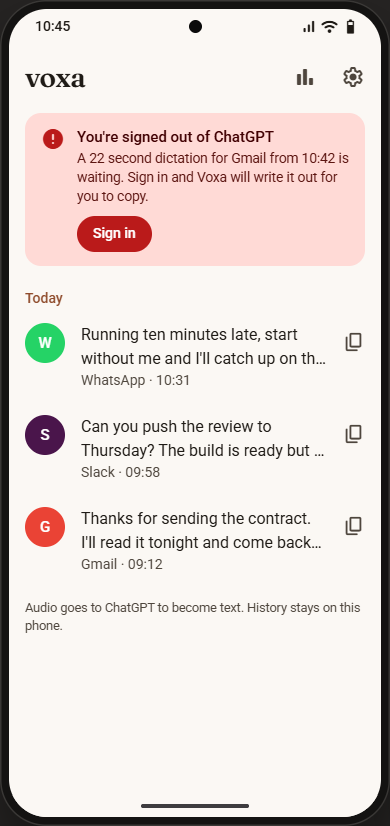 10:45
voxa
You're signed out of ChatGPT
A 22 second dictation for Gmail from 10:42 is
waiting. Sign in and Voxa will write it out for
you to copy.
Sign in
Today
W
Running ten minutes late, start
without me and I'll catch up on th…
WhatsApp · 10:31
S
Can you push the review to
Thursday? The build is ready but …
Slack · 09:58
G
Thanks for sending the contract.
I'll read it tonight and come back…
Gmail · 09:12
Audio goes to ChatGPT to become text. History stays on this
phone.